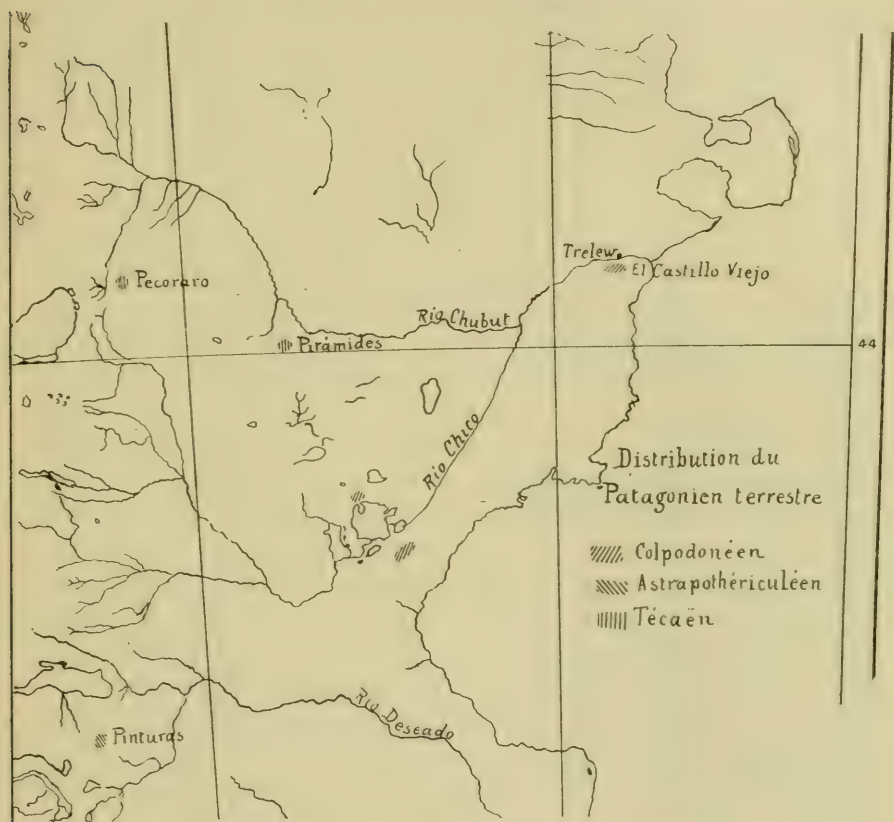 Trelew
El Castillo Viejo
Pecoraro
Rio Chubut
Pirámides
44
Rio Chico
Distribution du
Patagonien terrestre
Colpodonéen
Astrapothériculéen
Técaën
Rio Deseado
Pinturas